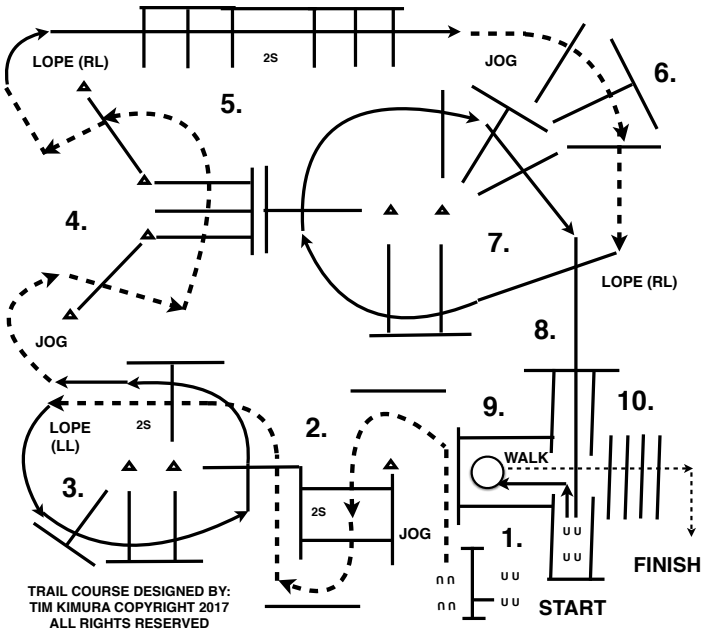 LOPE (RL)
2S
JOG
6.
5.
4.
7.
LOPE (RL)
JOG
8.
2.
9.
10.
LOPE
(LL)
2S
WALK
3.
2S
JOG
1.
U U
U U
n n
U U
n n
U U
FINISH
START
TRAIL COURSE DESIGNED BY:
TIM KIMURA COPYRIGHT 2017
ALL RIGHTS RESERVED